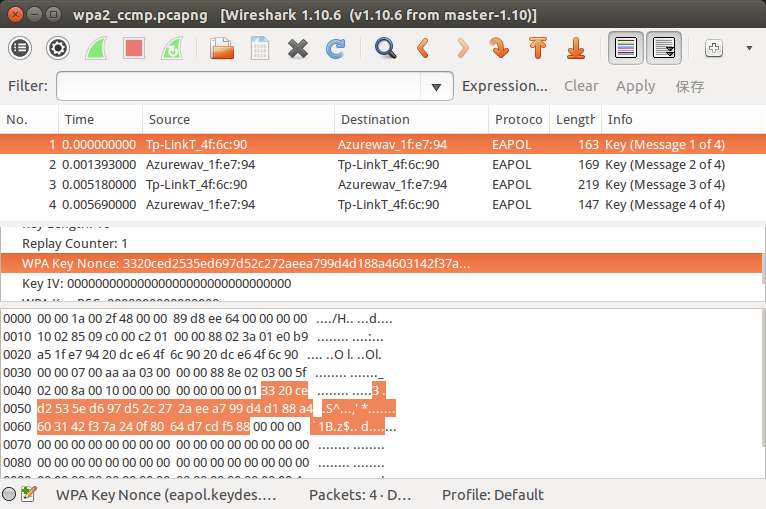 wpa2_ccmp.pcapng [Wireshark 1.10.6 (v1.10.6 from master-1.10)]
Filter: Expression... Clear Apply 保存
No. Time Source Destination Protoco Length Info
1 0.000000000 Tp-LinkT_4f:6c:90 Azurewav_1f:e7:94 EAPOL 163 Key (Message 1 of 4)
2 0.001393000 Azurewav_1f:e7:94 Tp-LinkT_4f:6c:90 EAPOL 169 Key (Message 2 of 4)
3 0.005180000 Tp-LinkT_4f:6c:90 Azurewav_1f:e7:94 EAPOL 219 Key (Message 3 of 4)
4 0.005690000 Azurewav_1f:e7:94 Tp-LinkT_4f:6c:90 EAPOL 147 Key (Message 4 of 4)
Replay Counter: 1
WPA Key Nonce: 3320ced2535ed697d52c272aeea799d4d188a4603142f37a...
Key IV: 00000000000000000000000000000000
0000 00 00 1a 00 2f 48 00 00 89 d8 ee 64 00 00 00 00 ..../H.. ...d....
0010 10 02 85 09 c0 00 c2 01 00 00 88 02 3a 01 e0 b9 ........ ....:...
0020 a5 1f e7 94 20 dc e6 4f 6c 90 20 dc e6 4f 6c 90 .... ..O l. ..Ol.
0030 00 00 07 00 aa aa 03 00 00 00 88 8e 02 03 00 5f ........ ......._
0040 02 00 8a 00 10 00 00 00 00 00 00 00 01 33 20 ce ........ .....3 .
0050 d2 53 5e d6 97 d5 2c 27 2a ee a7 99 d4 d1 88 a4 .S^...,' *.......
0060 60 31 42 f3 7a 24 0f 80 64 d7 cd f5 88 00 00 00 `1B.z$.. d.......
0070 00 00 00 00 00 00 00 00 00 00 00 00 00 00 00 00 ........ ........
0080 00 00 00 00 00 00 00 00 00 00 00 00 00 00 00 00 ........ ........
WPA Key Nonce (eapol.keydes.... Packets: 4 · D... Profile: Default